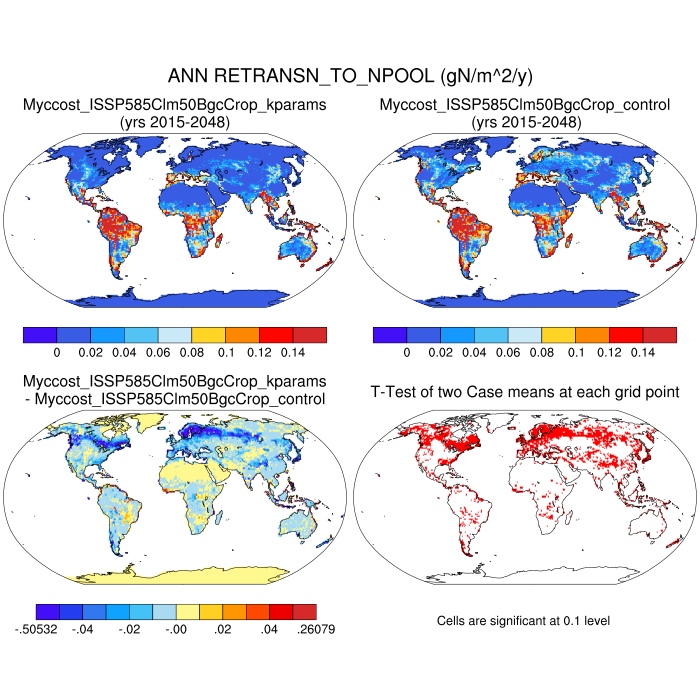 ANN RETRANSN_TO_NPOOL (gN/m^2/y)
Myccost_ISSP585Clm50BgcCrop_kparams
(yrs 2015-2048)
Myccost_ISSP585Clm50BgcCrop_control
(yrs 2015-2048)
0 0.02 0.04 0.06 0.08 0.1 0.12 0.14
0 0.02 0.04 0.06 0.08 0.1 0.12 0.14
Myccost_ISSP585Clm50BgcCrop_kparams
- Myccost_ISSP585Clm50BgcCrop_control
T-Test of two Case means at each grid point
-.50532 -.04 -.02 -.00 .02 .04 .26079
Cells are significant at 0.1 level